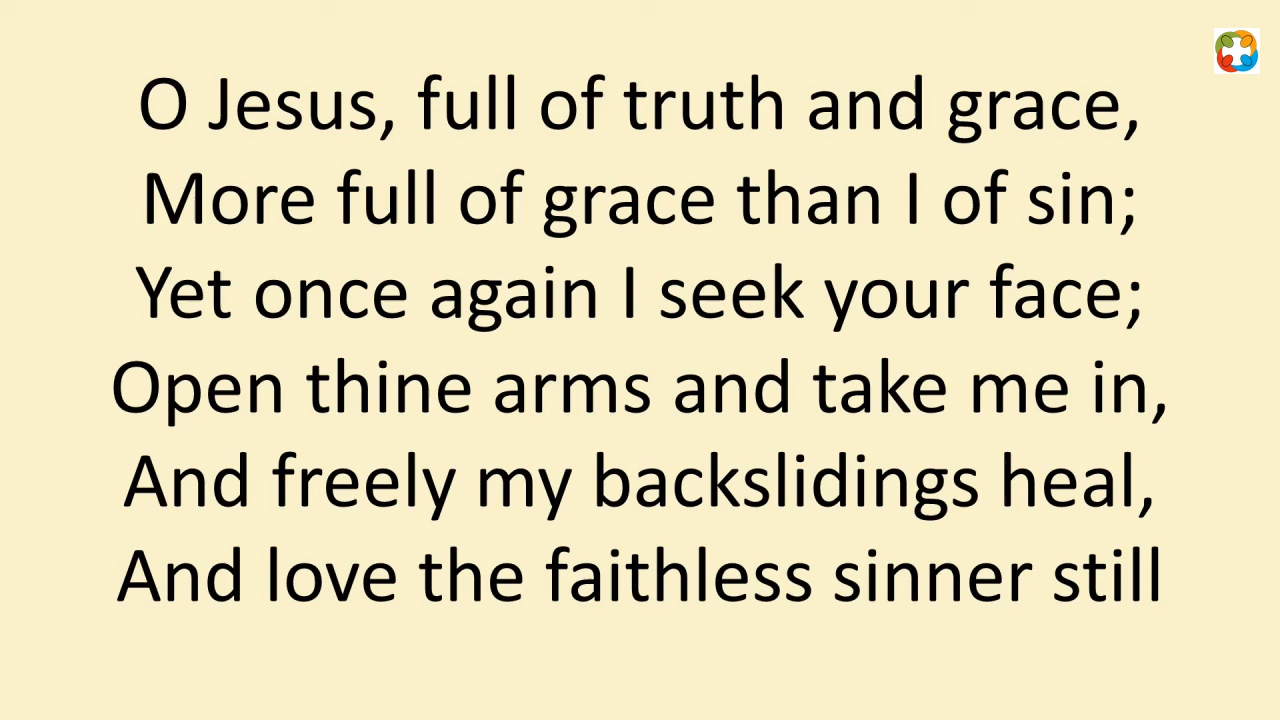 O Jesus, full of truth and grace,
More full of grace than I of sin;
Yet once again I seek your face;
Open thine arms and take me in,
And freely my backslidings heal,
And love the faithless sinner still